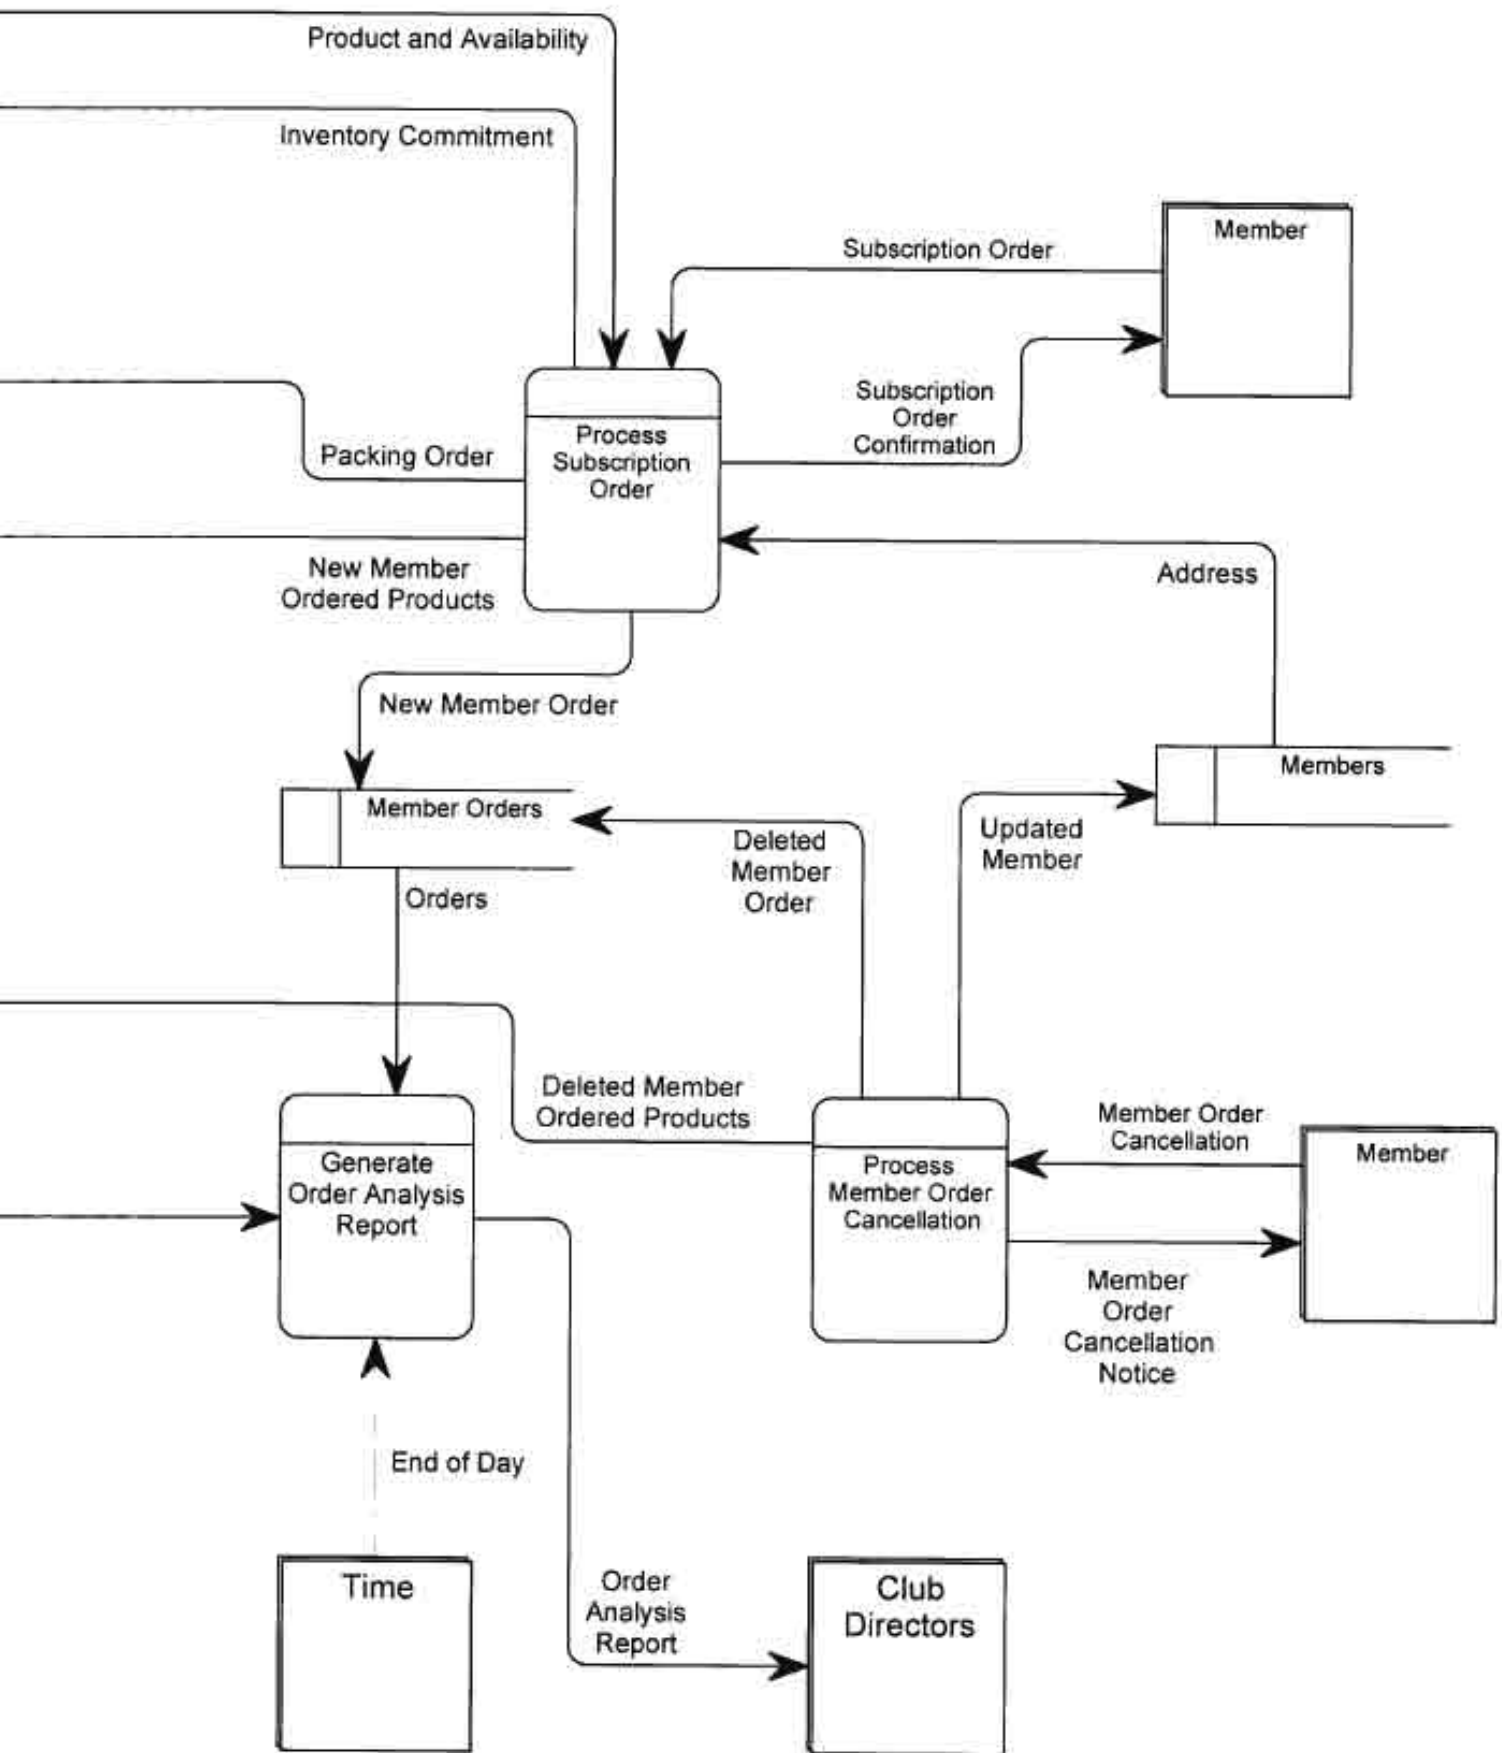 Product and Availability
Inventory Commitment
Member
Subscription Order
Subscription
Order
Confirmation
Process
Subscription
Order
Packing Order
New Member
Ordered Products
Address
New Member Order
Members
Member Orders
Deleted
Member
Order
Updated
Member
Orders
Deleted Member
Ordered Products
Member Order
Cancellation
Member
Generate
Order Analysis
Report
Process
Member Order
Cancellation
Member
Order
Cancellation
Notice
End of Day
Time
Order
Analysis
Report
Club
Directors